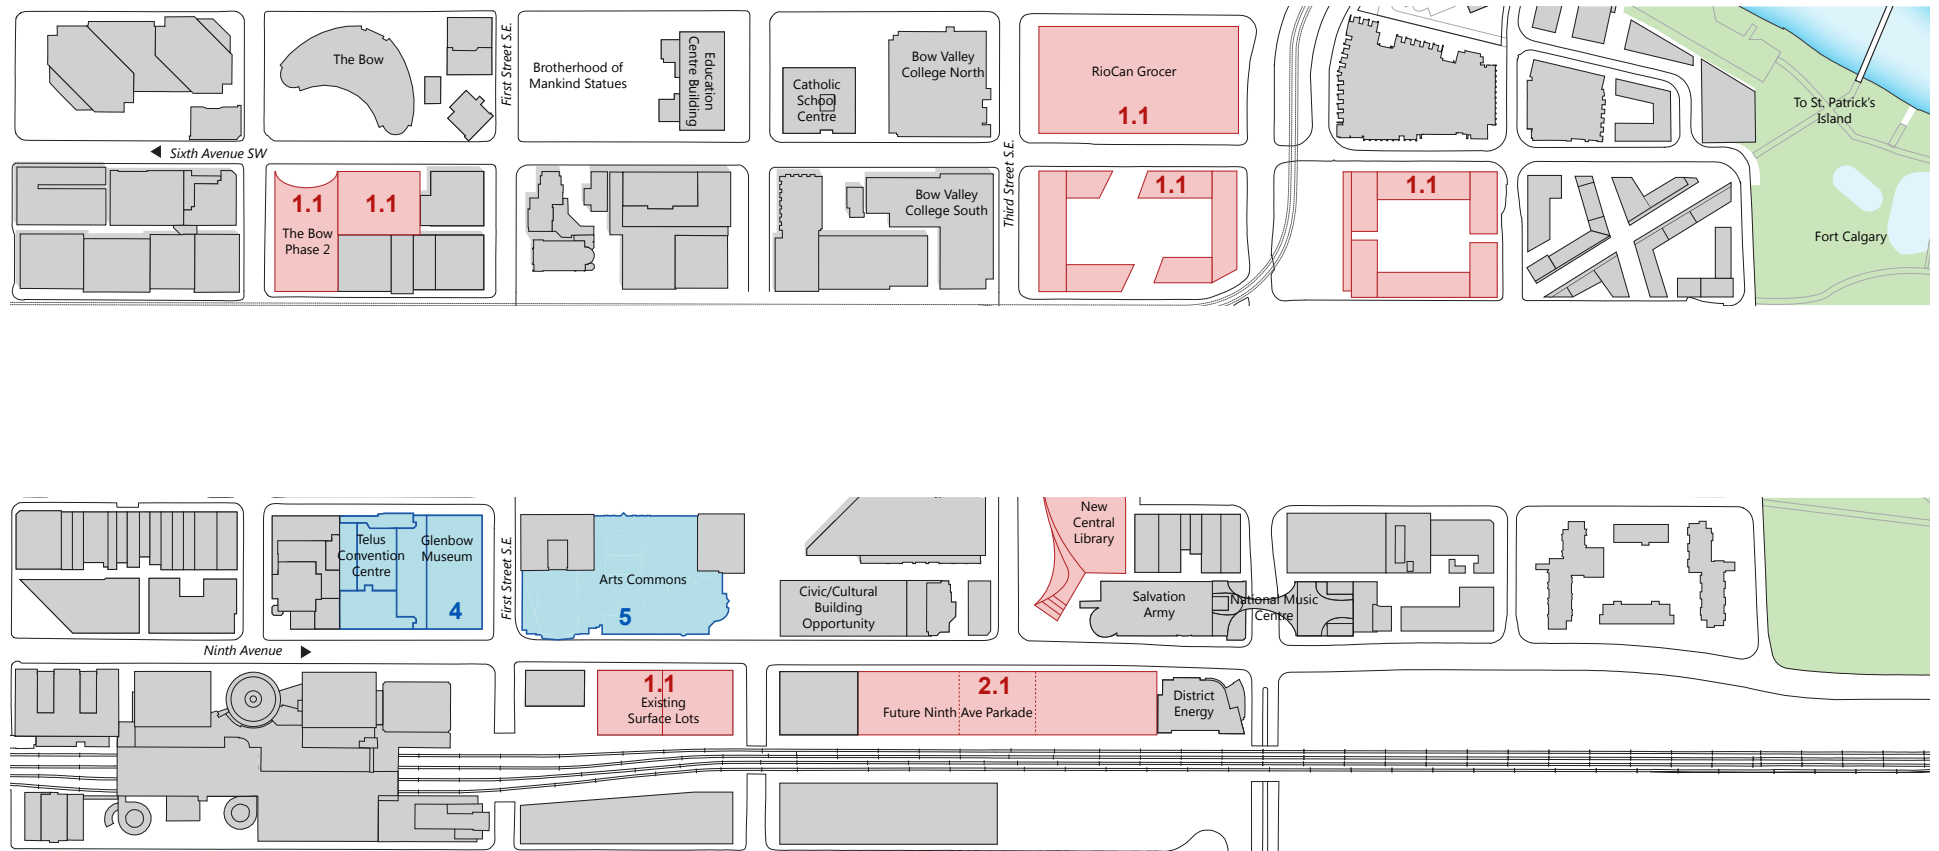 The Bow
First Street S.E.
Brotherhood of
Mankind Statues
Education
Centre Building
Catholic
School
Centre
Bow Valley
College North
RioCan Grocer
1.1
To St. Patrick's
Island
Sixth Avenue SW
1.1
1.1
The Bow
Phase 2
Bow Valley
College South
Third Street S.E.
1.1
1.1
Fort Calgary
Telus
Convention
Centre
Glenbow
Museum
4
First Street S.E.
Arts Commons
5
Civic/Cultural
Building
Opportunity
New
Central
Library
Salvation
Army
National Music
Centre
Ninth Avenue
1.1
Existing
Surface Lots
2.1
Future Ninth Ave Parkade
District
Energy